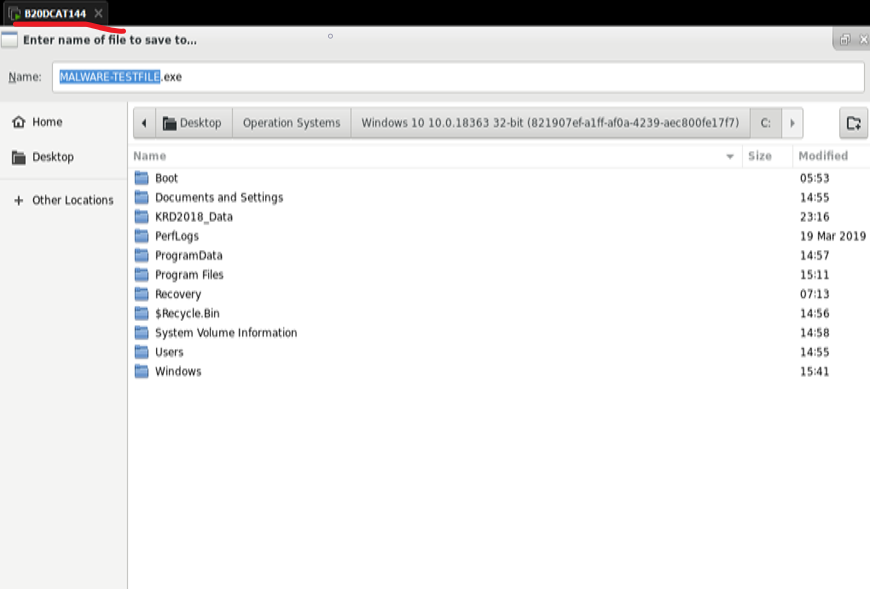 B20DCAT144
Enter name of file to save to...
Name: MALWARE-TESTFILE.exe
Home
Desktop
Other Locations
Desktop Operation Systems Windows 10 10.0.18363 32-bit (821907ef-a1ff-af0a-4239-aec800fe17f7) C:
Name Size Modified
Boot 05:53
Documents and Settings 14:55
KRD2018_Data 23:16
PerfLogs 19 Mar 2019
ProgramData 14:57
Program Files 15:11
Recovery 07:13
$Recycle.Bin 14:56
System Volume Information 14:58
Users 14:55
Windows 15:41